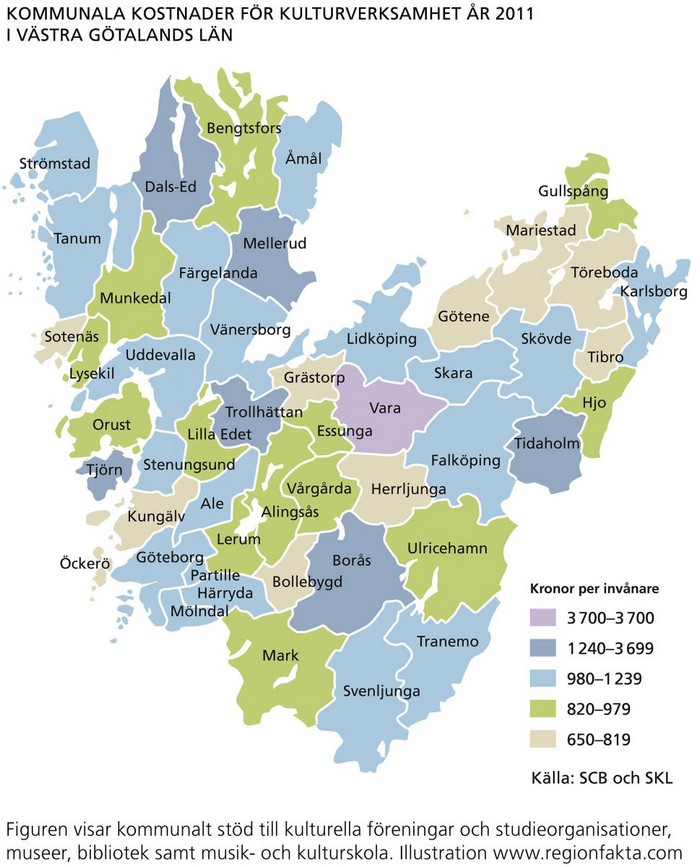 KOMMUNALA KOSTNADER FÖR KULTURVERKSAMHET ÅR 2011
I VÄSTRA GÖTALANDS LÄN
Bengtsfors
Strömstad
Åmål
Dals-Ed
Gullspång
Mariestad
Tanum
Mellerud
Färgelanda
Töreboda
Karlsborg
Munkedal
Götene
Vänersborg
Sotenäs
Lidköping
Skövde
Uddevalla
Tibro
Lysekil
Grästorp
Skara
Hjo
Trollhättan
Vara
Orust
Lilla Edet
Essunga
Tidaholm
Tjörn
Stenungsund
Falköping
Vårgårda
Herrljunga
Ale
Kungälv
Alingsås
Lerum
Ulricehamn
Göteborg
Öckerö
Borås
Partille
Bollebygd
Härryda
Mölndal
Tranemo
Mark
Svenljunga
Kronor per invånare
3 700–3 700
1 240–3 699
980–1 239
820–979
650–819
Källa: SCB och SKL
Figuren visar kommunalt stöd till kulturella föreningar och studieorganisationer,
museer, bibliotek samt musik- och kulturskola. Illustration www.regionfakta.com